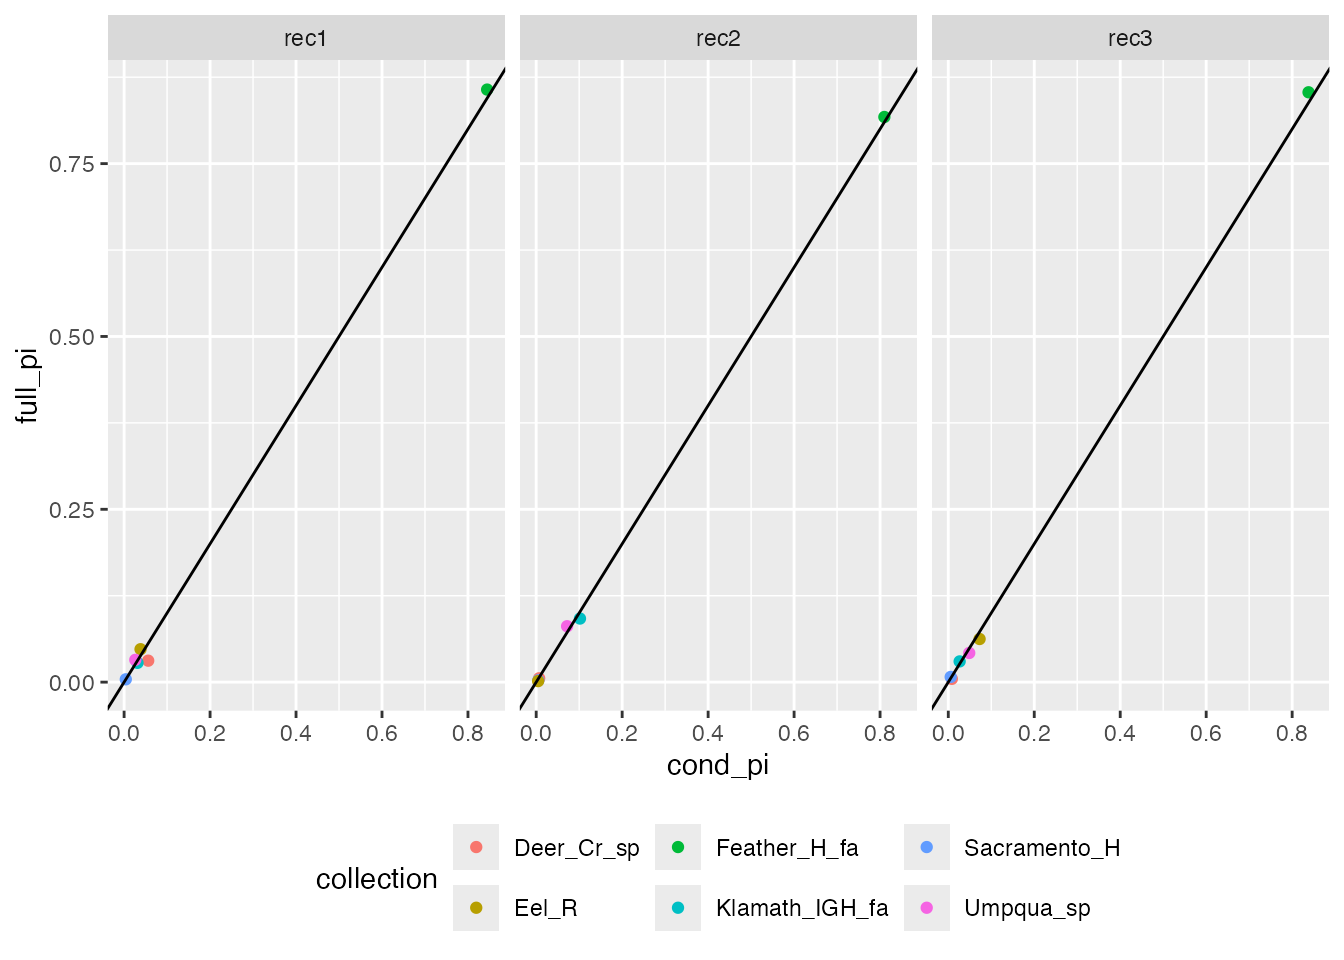 rec1 rec2 rec3
full_pi
0.75
0.50
0.25
0.00
0.0 0.2 0.4 0.6 0.8 0.0 0.2 0.4 0.6 0.8 0.0 0.2 0.4 0.6 0.8
cond_pi
collection
Deer_Cr_sp Feather_H_fa Sacramento_H
Eel_R Klamath_IGH_fa Umpqua_sp